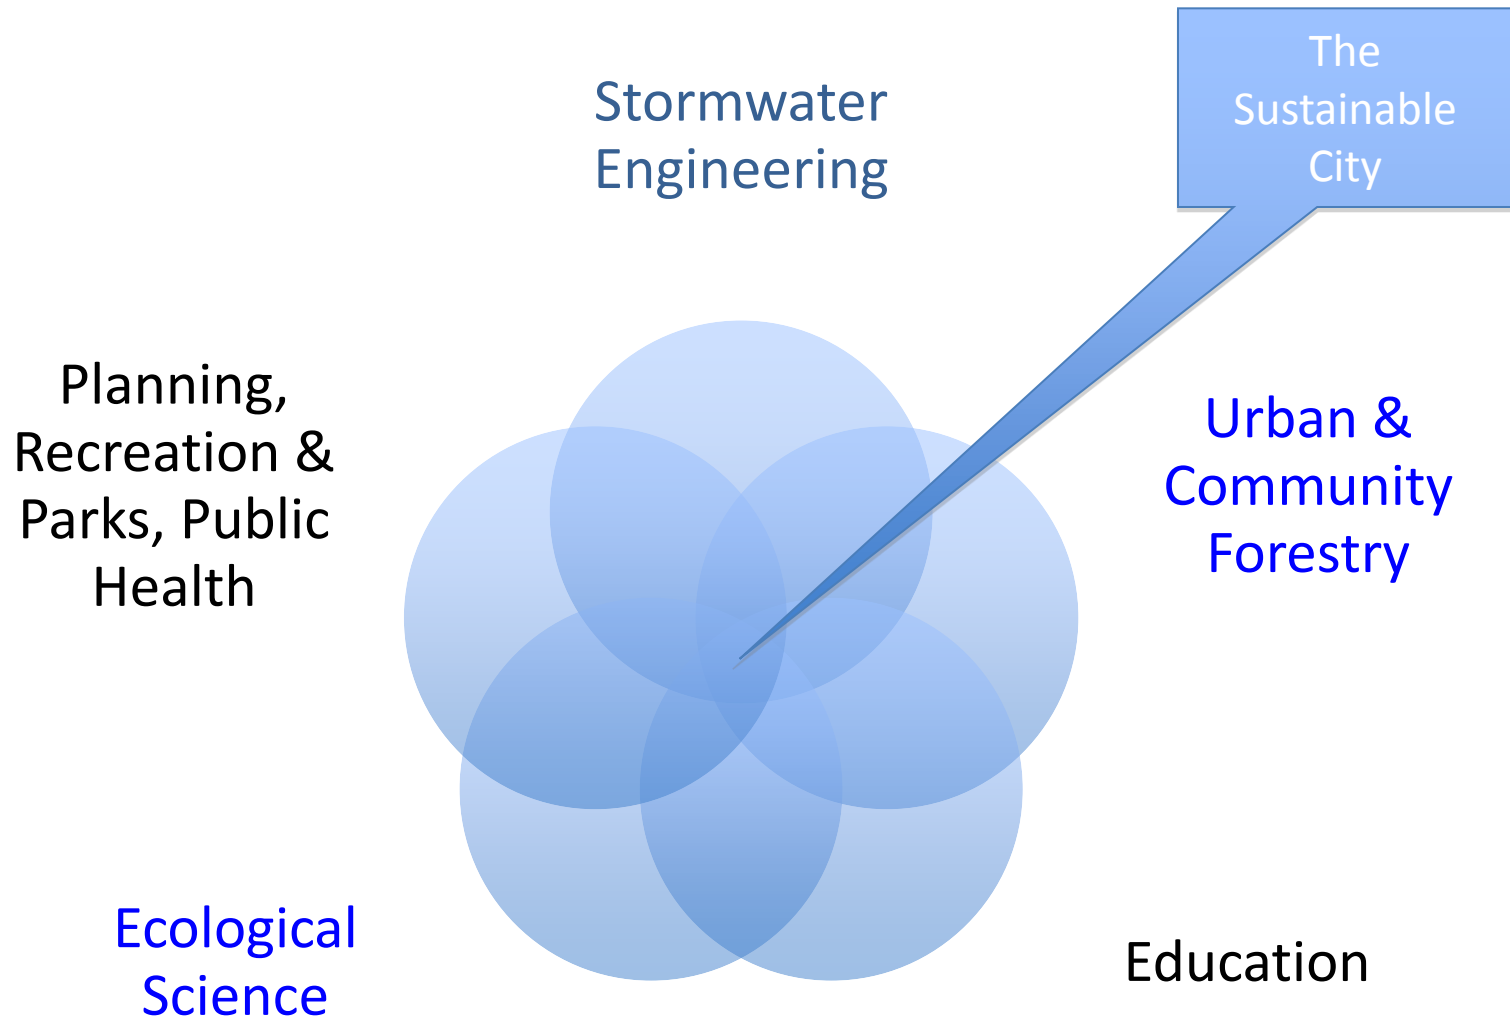 The
Sustainable
City
Stormwater
Engineering
Planning,
Recreation &
Parks, Public
Health
Urban &
Community
Forestry
Ecological
Science
Education